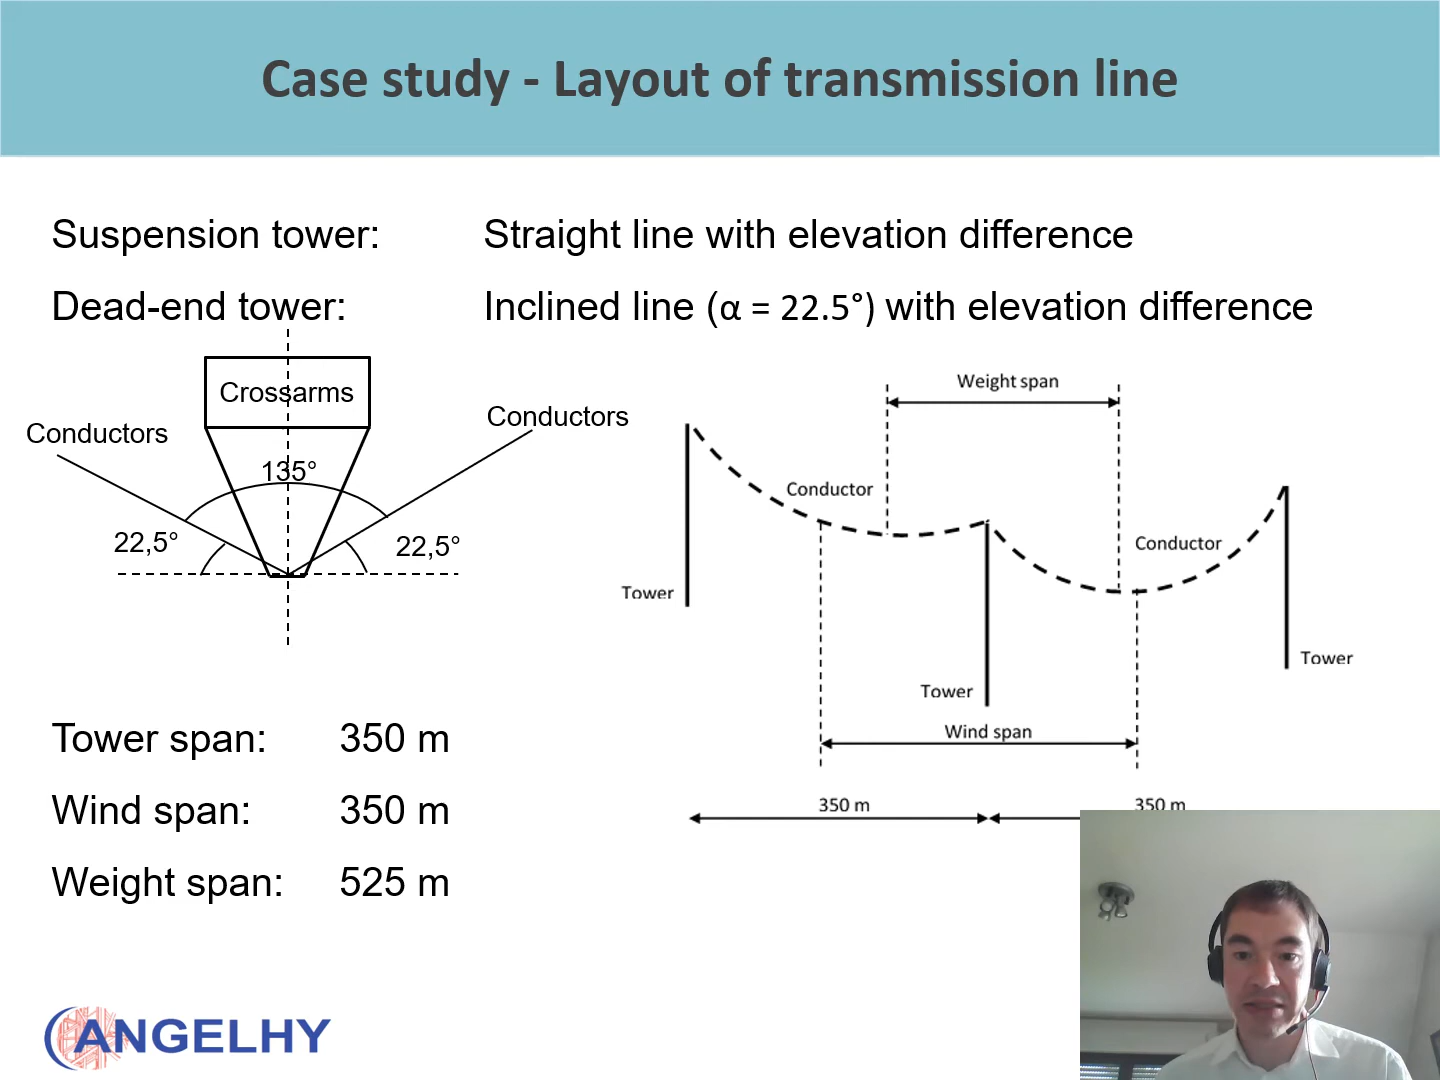 Case study - Layout of transmission line
Suspension tower: Straight line with elevation difference
Dead-end tower: Inclined line (α = 22.5°) with elevation difference
Crossarms
Conductors
Conductors
135°
22,5°
22,5°
Weight span
Conductor
Conductor
Tower
Tower
Tower
Wind span
350 m
350 m
Tower span: 350 m
Wind span: 350 m
Weight span: 525 m
ANGELHY